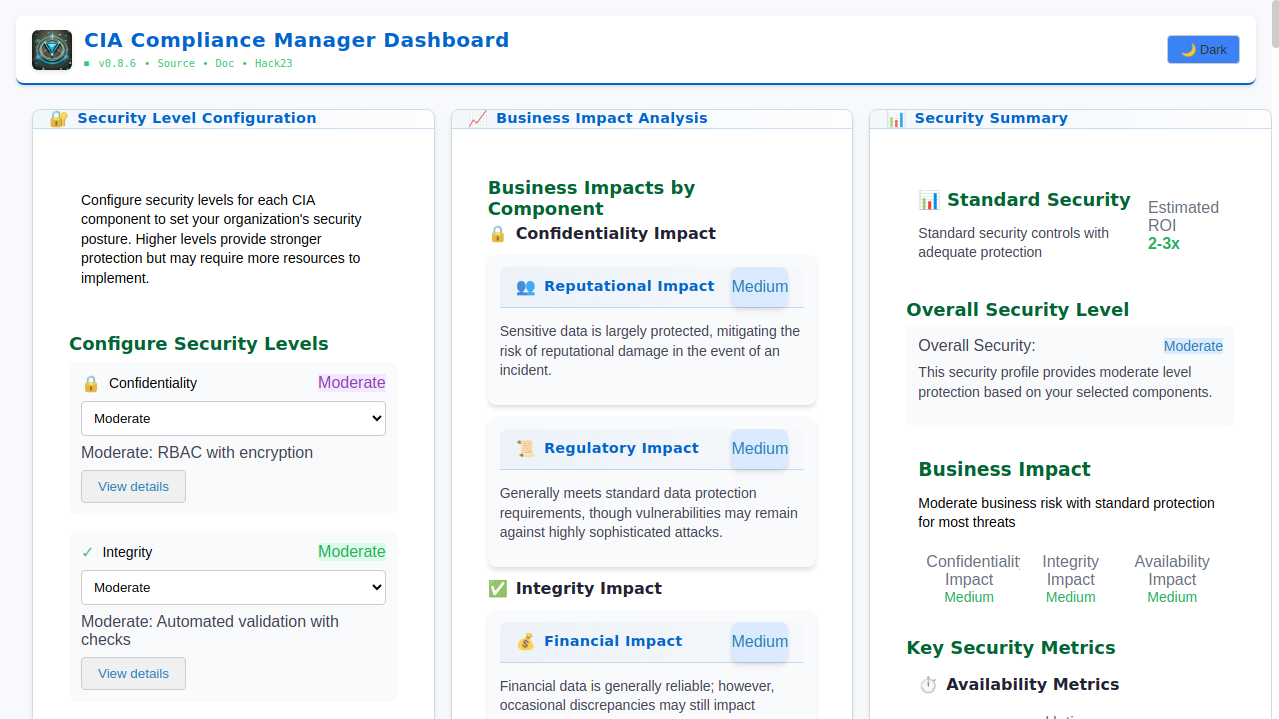 CIA Compliance Manager Dashboard
v0.8.6 • Source • Doc • Hack23
Dark
Security Level Configuration
Configure security levels for each CIA
component to set your organization's security
posture. Higher levels provide stronger
protection but may require more resources to
implement.
Configure Security Levels
Confidentiality Moderate
Moderate
Moderate: RBAC with encryption
View details
Integrity Moderate
Moderate
Moderate: Automated validation with
checks
View details
Business Impact Analysis
Business Impacts by
Component
Confidentiality Impact
Reputational Impact Medium
Sensitive data is largely protected, mitigating the
risk of reputational damage in the event of an
incident.
Regulatory Impact Medium
Generally meets standard data protection
requirements, though vulnerabilities may remain
against highly sophisticated attacks.
Integrity Impact
Financial Impact Medium
Financial data is generally reliable; however,
occasional discrepancies may still impact
Security Summary
Standard Security
Standard security controls with
adequate protection
Estimated
ROI
2-3x
Overall Security Level
Overall Security: Moderate
This security profile provides moderate level
protection based on your selected components.
Business Impact
Moderate business risk with standard protection
for most threats
Confidentiality
Impact
Medium
Integrity
Impact
Medium
Availability
Impact
Medium
Key Security Metrics
Availability Metrics